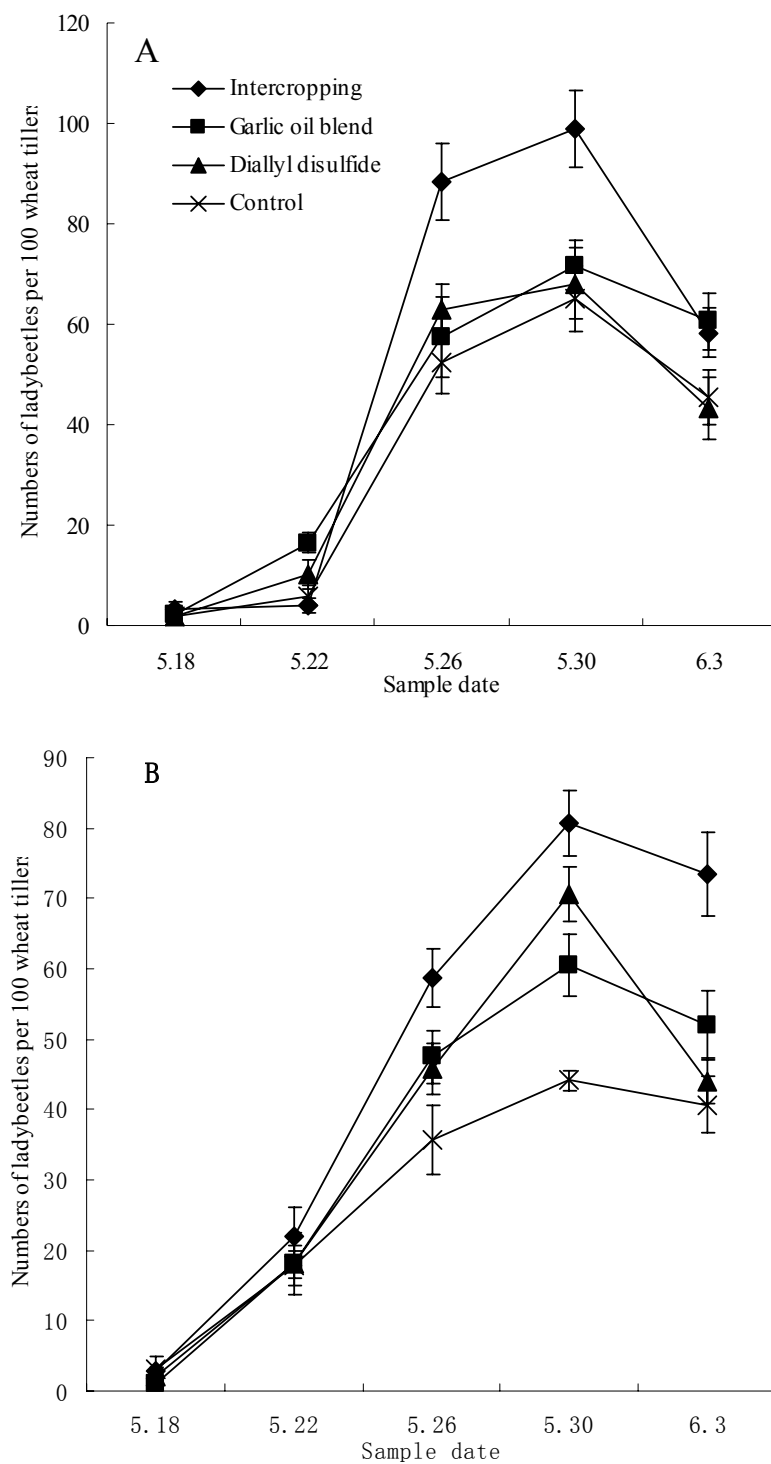 A
Intercropping
Garlic oil blend
Diallyl disulfide
Control
Numbers of ladybeetles per 100 wheat tiller
120
100
80
60
40
20
0
5.18 5.22 5.26 5.30 6.3
Sample date
B
Numbers of ladybeetles per 100 wheat tiller
90
80
70
60
50
40
30
20
10
0
5.18 5.22 5.26 5.30 6.3
Sample date